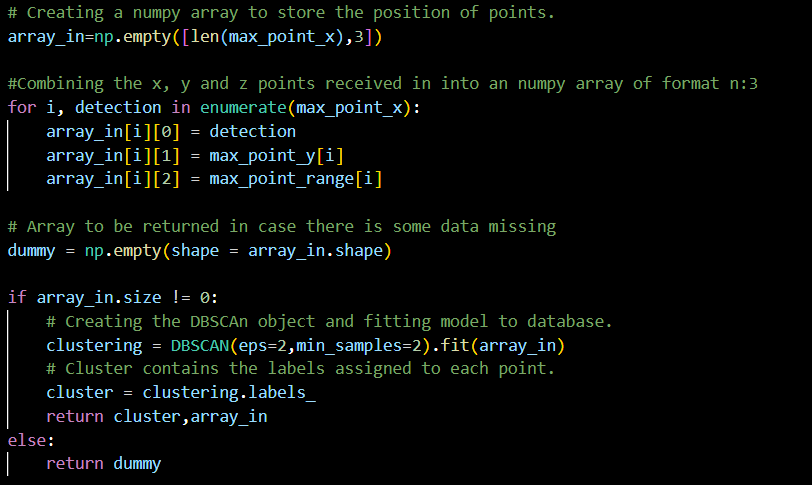 # Creating a numpy array to store the position of points.
array_in=np.empty([len(max_point_x),3])
#Combining the x, y and z points received in into an numpy array of format n:3
for i, detection in enumerate(max_point_x):
array_in[i][0] = detection
array_in[i][1] = max_point_y[i]
array_in[i][2] = max_point_range[i]
# Array to be returned in case there is some data missing
dummy = np.empty(shape = array_in.shape)
if array_in.size != 0:
# Creating the DBSCAn object and fitting model to database.
clustering = DBSCAN(eps=2,min_samples=2).fit(array_in)
# Cluster contains the labels assigned to each point.
cluster = clustering.labels_
return cluster,array_in
else:
return dummy